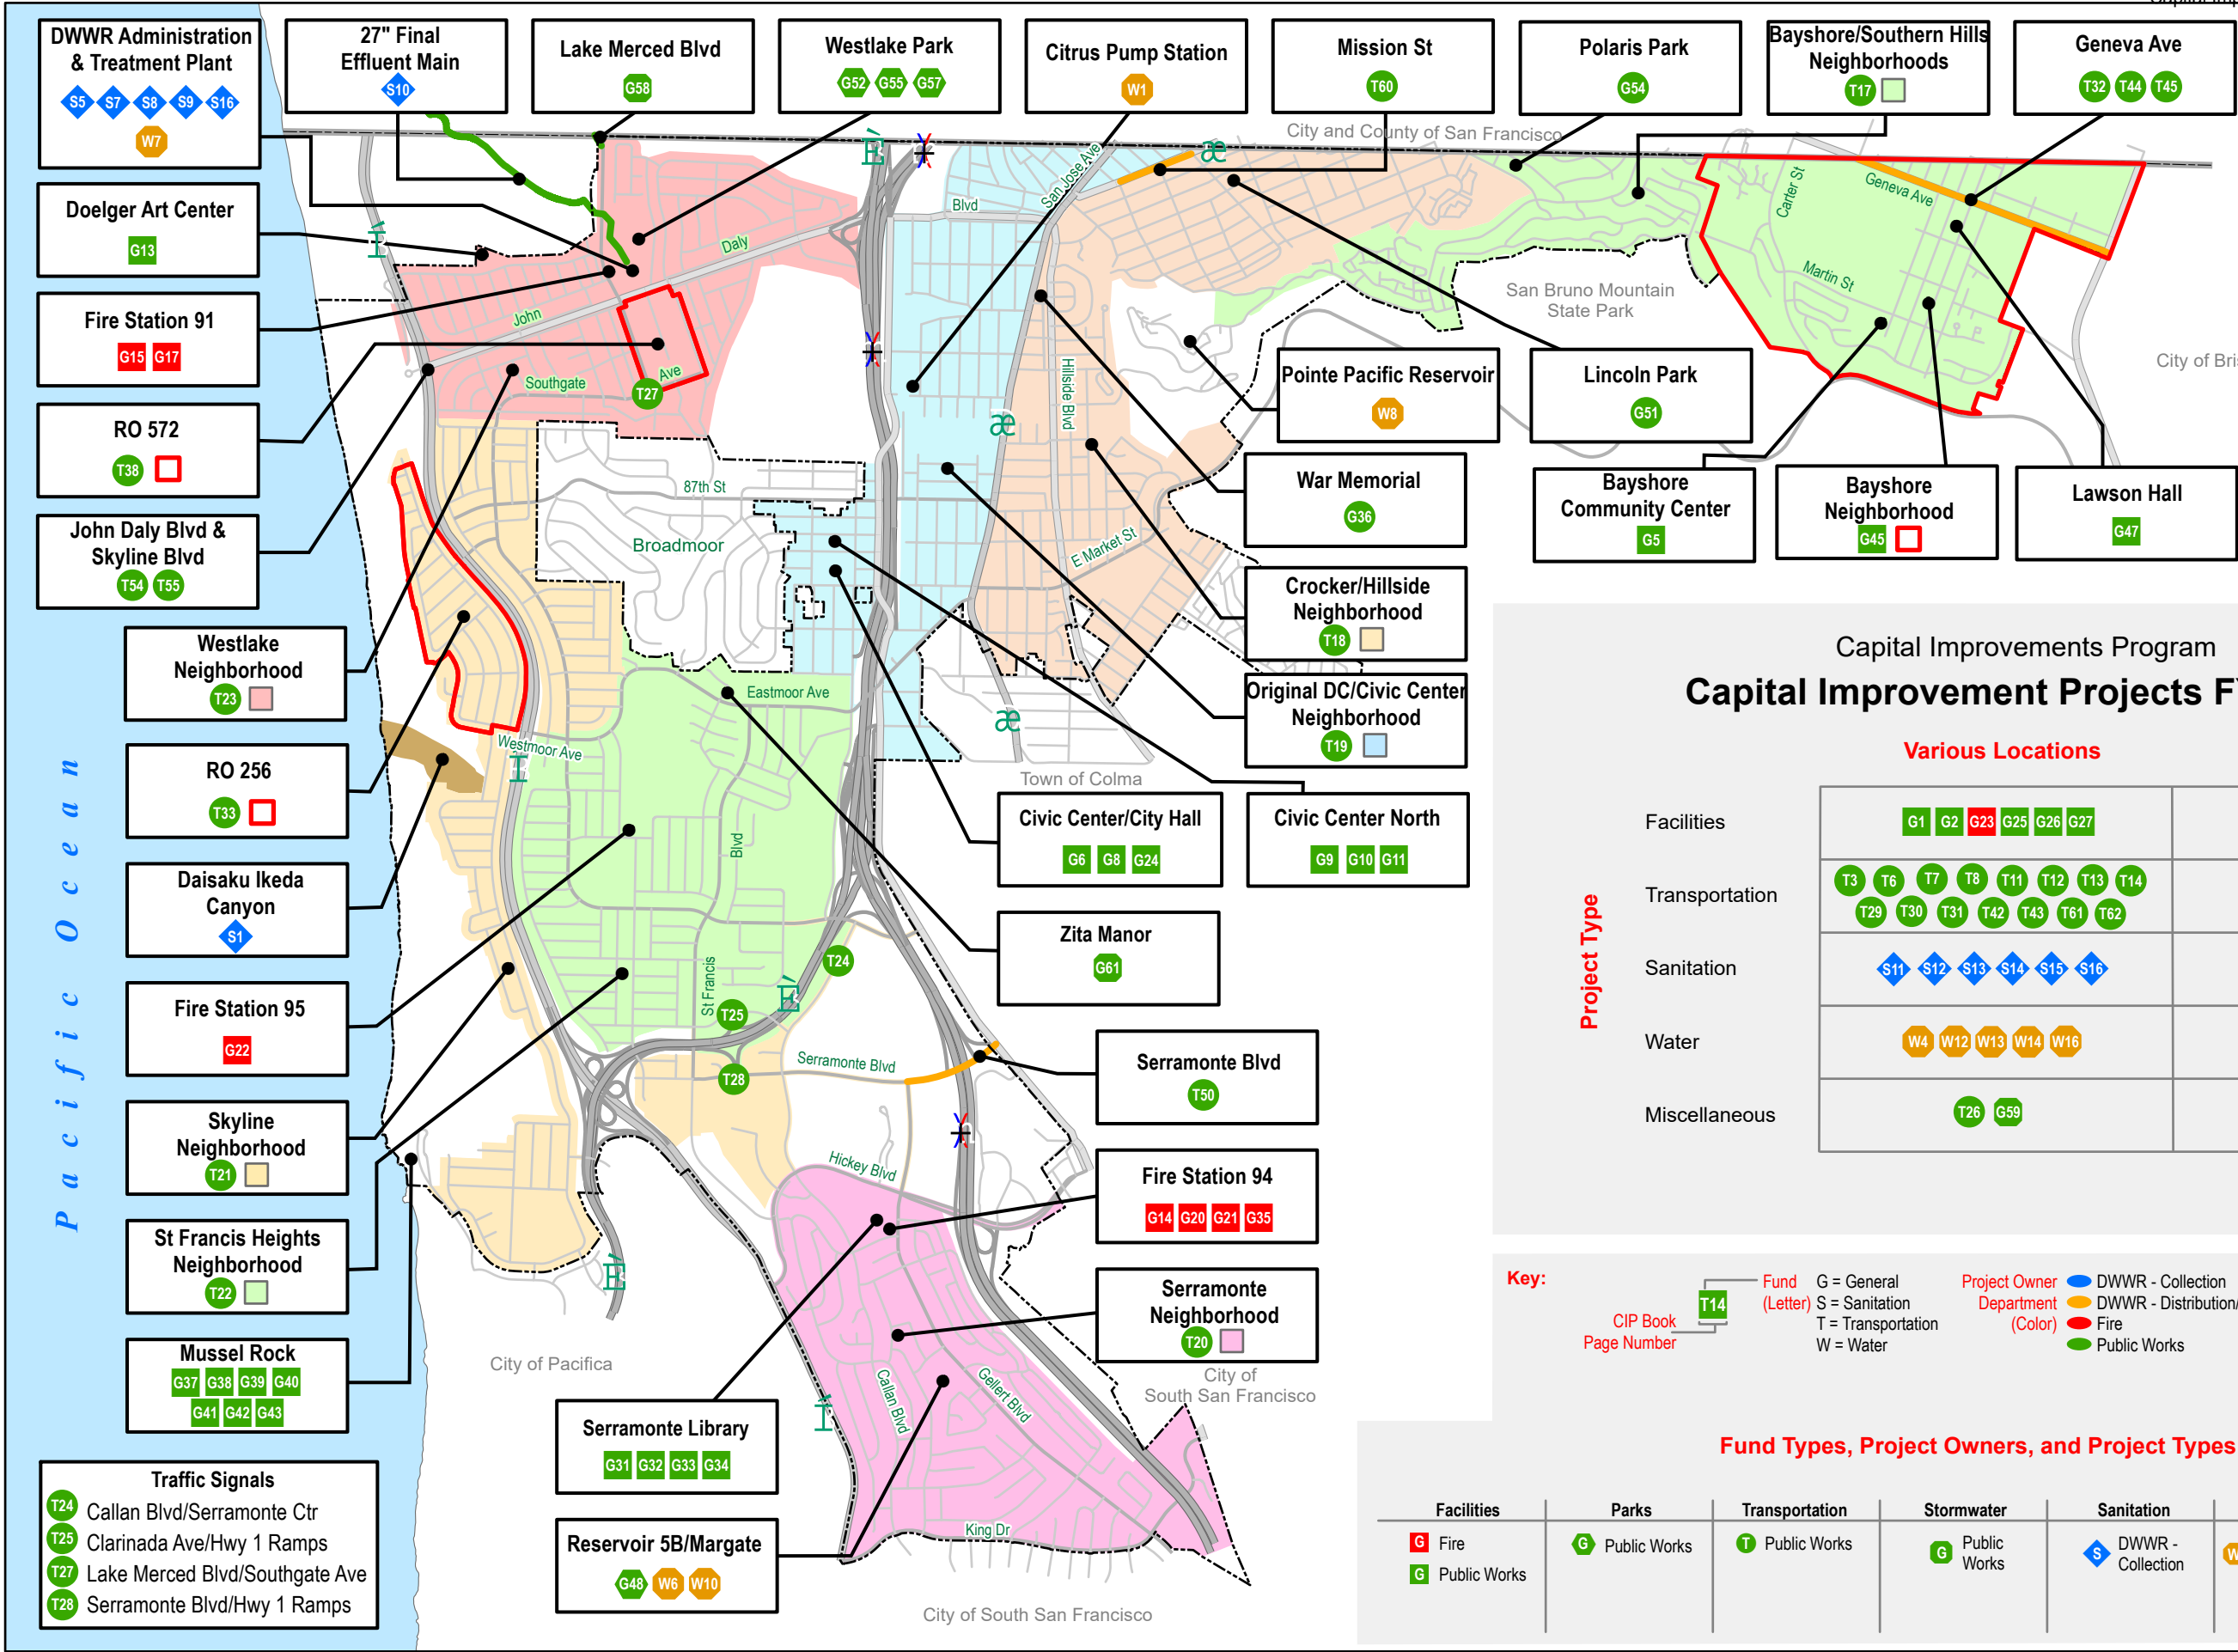 DWWR Administration
& Treatment Plant
S5 S7 S8 S9 S16
W7
27" Final
Effluent Main
S10
Lake Merced Blvd
G58
Westlake Park
G52 G55 G57
Citrus Pump Station
W1
Mission St
T60
Polaris Park
G54
Bayshore/Southern Hills
Neighborhoods
T17
Geneva Ave
T32 T44 T45
Doelger Art Center
G13
Fire Station 91
G15 G17
RO 572
T38
John Daly Blvd &
Skyline Blvd
T54 T55
Westlake
Neighborhood
T23
RO 256
T33
Daisaku Ikeda
Canyon
S1
Fire Station 95
G22
Skyline
Neighborhood
T21
St Francis Heights
Neighborhood
T22
Mussel Rock
G37 G38 G39 G40
G41 G42 G43
Traffic Signals
T24 Callan Blvd/Serramonte Ctr
T25 Clarinada Ave/Hwy 1 Ramps
T27 Lake Merced Blvd/Southgate Ave
T28 Serramonte Blvd/Hwy 1 Ramps
Pacific Ocean
City and County of San Francisco
San Jose Ave
Blvd
Daly
John
Southgate
Ave
T27
87th St
Broadmoor
Hillside Blvd
E Market St
Eastmoor Ave
Westmoor Ave
Blvd
St Francis
T24
T25
T28
Serramonte Blvd
Hickey Blvd
Callan Blvd
Gellert Blvd
King Dr
Town of Colma
City of Pacifica
City of
South San Francisco
City of South San Francisco
San Bruno Mountain
State Park
Carter St
Geneva Ave
Martin St
Pointe Pacific Reservoir
W8
Lincoln Park
G51
War Memorial
G36
Bayshore
Community Center
G5
Bayshore
Neighborhood
G45
Lawson Hall
G47
Crocker/Hillside
Neighborhood
T18
Original DC/Civic Center
Neighborhood
T19
Civic Center/City Hall
G6 G8 G24
Civic Center North
G9 G10 G11
Zita Manor
G61
Serramonte Blvd
T50
Fire Station 94
G14 G20 G21 G35
Serramonte
Neighborhood
T20
Serramonte Library
G31 G32 G33 G34
Reservoir 5B/Margate
G48 W6 W10
Capital Improvements Program
Capital Improvement Projects
Various Locations
Project Type
Facilities
G1 G2 G23 G25 G26 G27
Transportation
T3 T6 T7 T8 T11 T12 T13 T14
T29 T30 T31 T42 T43 T61 T62
Sanitation
S11 S12 S13 S14 S15 S16
Water
W4 W12 W13 W14 W16
Miscellaneous
T26 G59
Key:
T14
CIP Book
Page Number
Fund
(Letter)
G = General
S = Sanitation
T = Transportation
W = Water
Project Owner
Department
(Color)
DWWR - Collection
DWWR - Distribution/
Fire
Public Works
Fund Types, Project Owners, and Project Types
Facilities
G Fire
G Public Works
Parks
G Public Works
Transportation
T Public Works
Stormwater
G Public
Works
Sanitation
S DWWR -
Collection
W